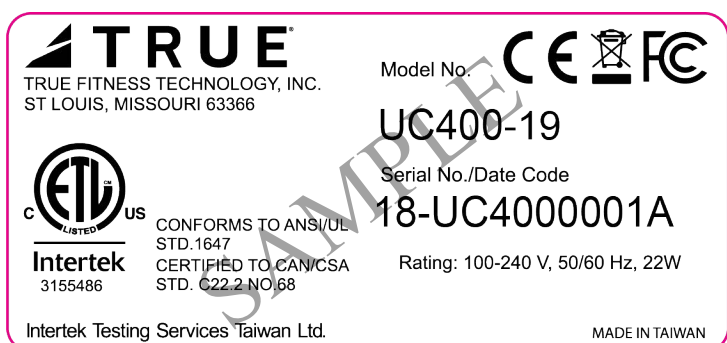 TRUE®
TRUE FITNESS TECHNOLOGY, INC.
ST LOUIS, MISSOURI 63366
Model No.
CE FC
UC400-19
Serial No./Date Code
18-UC4000001A
Rating: 100-240 V, 50/60 Hz, 22W
C ETL CM US
LISTED
Intertek
3155486
CONFORMS TO ANSI/UL
STD.1647
CERTIFIED TO CAN/CSA
STD. C22.2 NO.68
Intertek Testing Services Taiwan Ltd.
MADE IN TAIWAN
SAMPLE